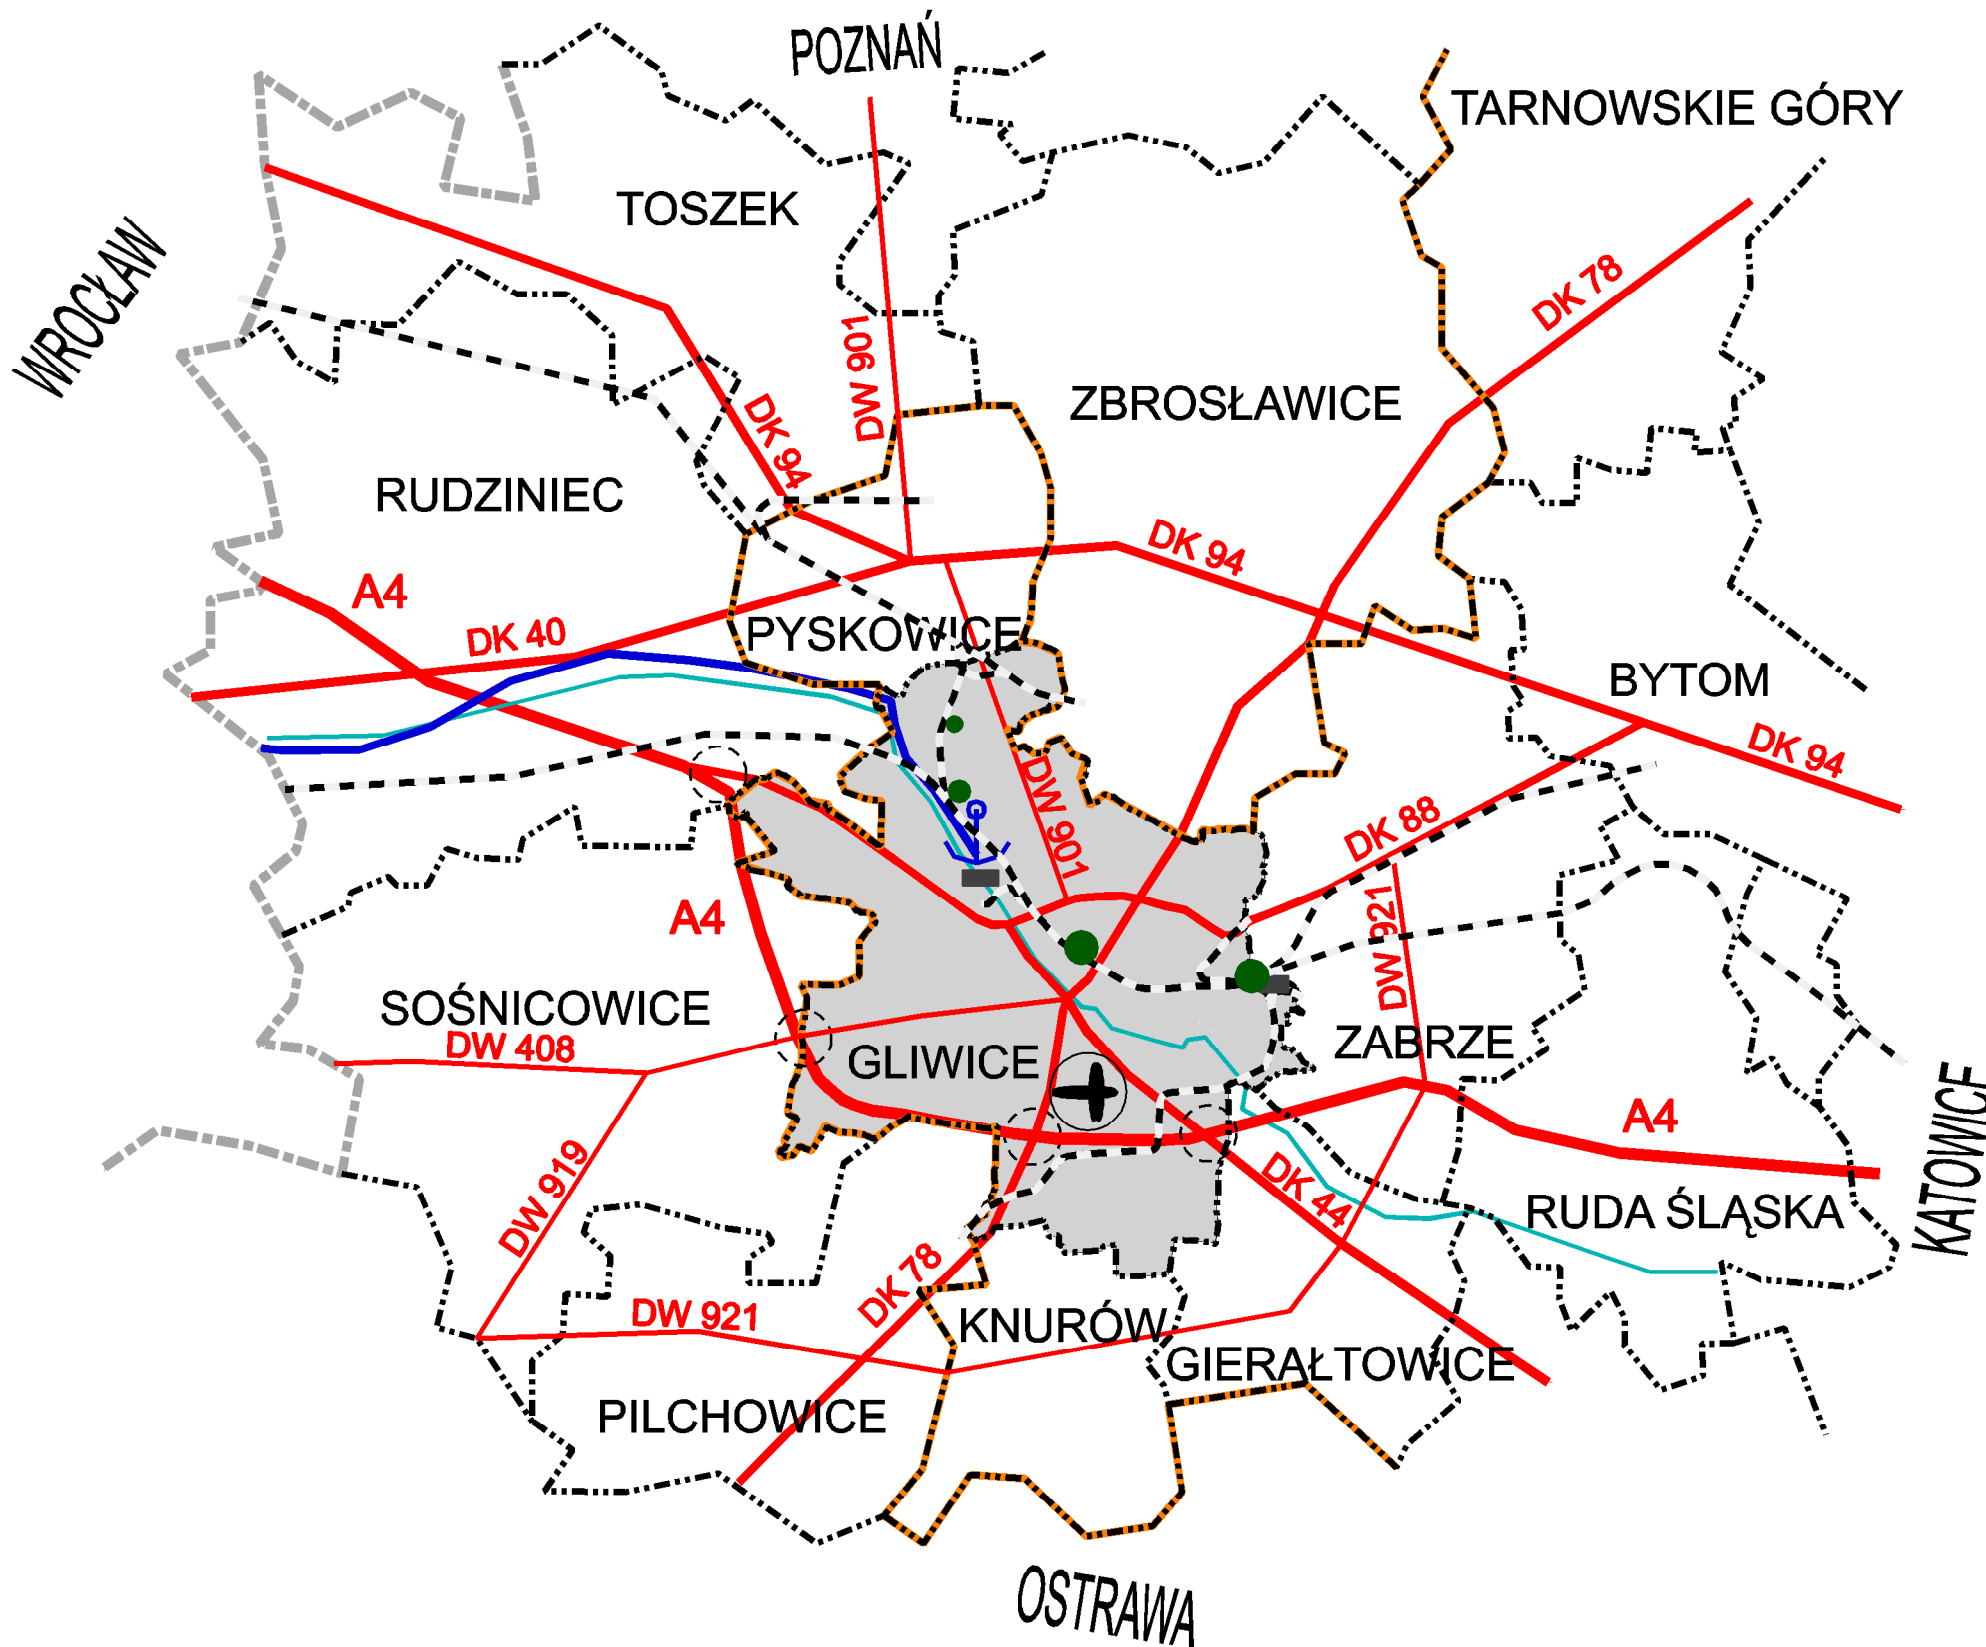 POZNAŃ
TARNOWSKIE GÓRY
TOSZEK
WROCŁAW
DK 78
DW 901
ZBROSŁAWICE
DK 94
RUDZINIEC
DK 94
A4
DK 40
PYSKOWICE
BYTOM
DK 94
DW 901
DK 88
A4
DW 921
SOŚNICOWICE
DW 408
GLIWICE
ZABRZE
A4
KATOWICE
DW 919
DK 44
RUDA ŚLĄSKA
DK 78
DW 921
KNURÓW
GIERAŁTOWICE
PILCHOWICE
OSTRAWA